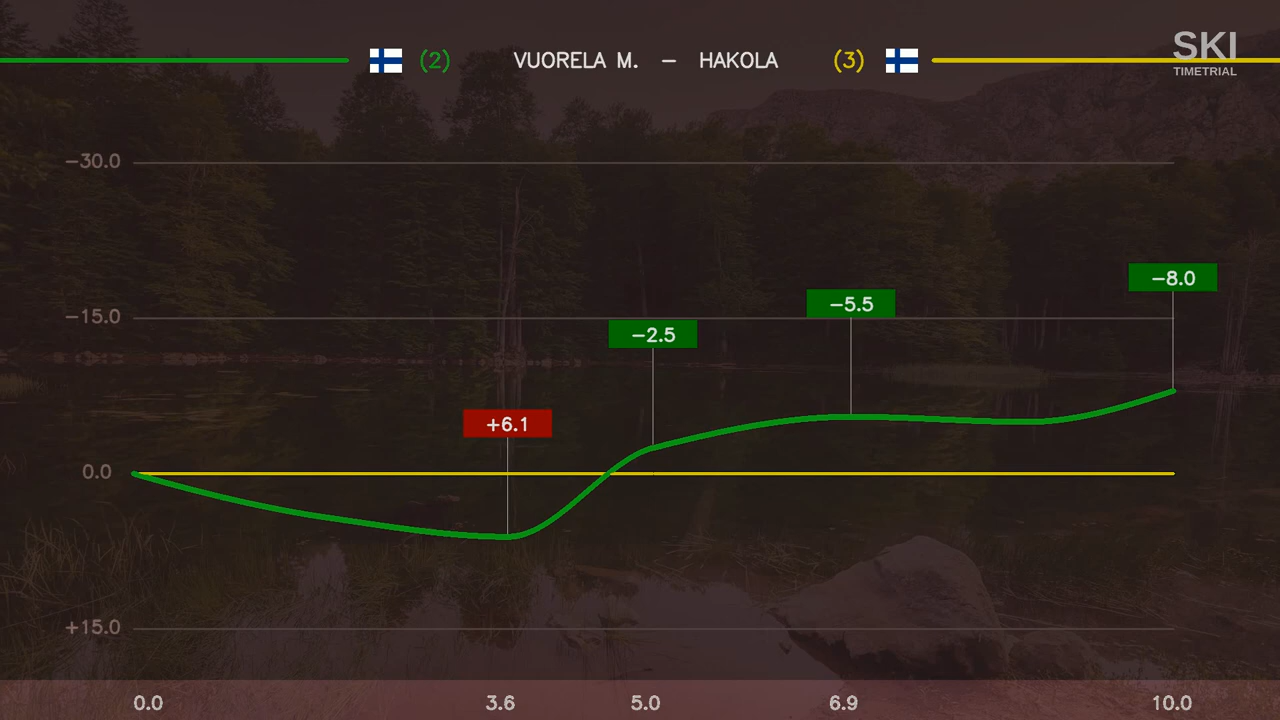 (2) VUORELA M. – HAKOLA (3)
SKI
TIMETRIAL
−30.0
−15.0
0.0
+15.0
+6.1
−2.5
−5.5
−8.0
0.0 3.6 5.0 6.9 10.0